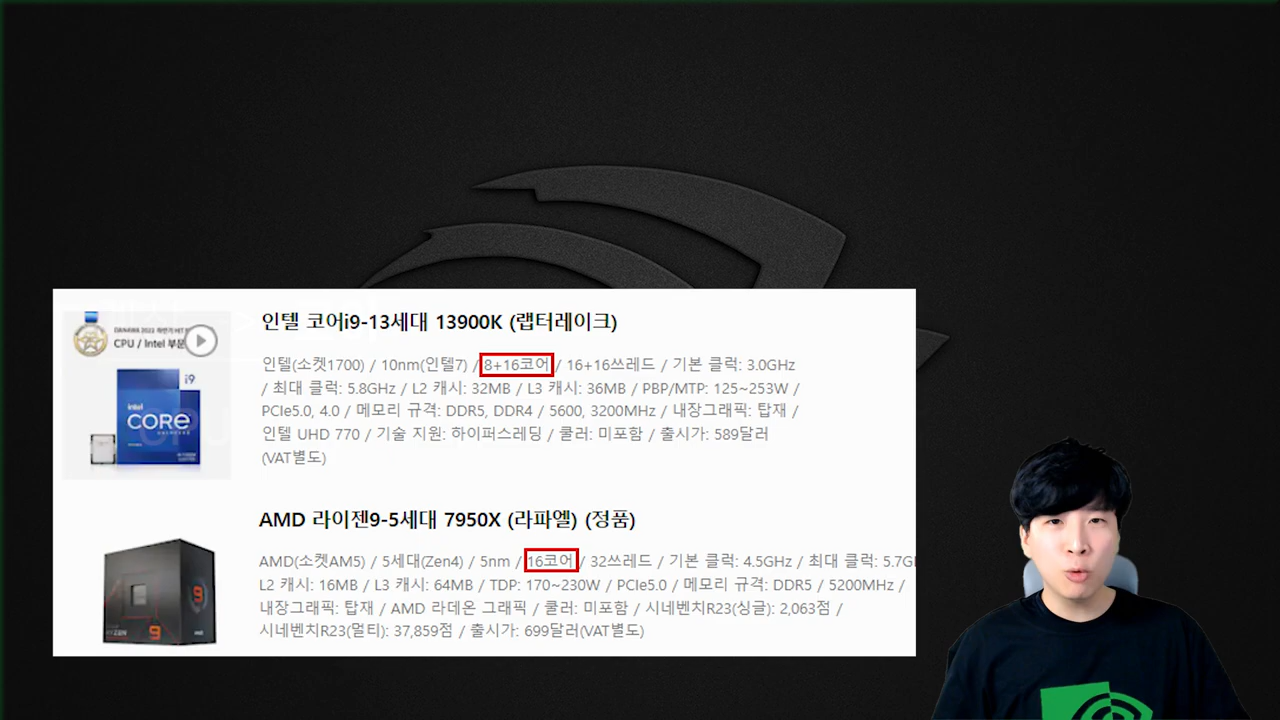 인텔 코어i9-13세대 13900K (랩터레이크)
DANAWA 2022 하반기 HIT
CPU / Intel 부문
i9
intel
CORE
인텔(소켓1700) / 10nm(인텔7) / 8+16코어 / 16+16쓰레드 / 기본 클럭: 3.0GHz
/ 최대 클럭: 5.8GHz / L2 캐시: 32MB / L3 캐시: 36MB / PBP/MTP: 125~253W /
PCIe5.0, 4.0 / 메모리 규격: DDR5, DDR4 / 5600, 3200MHz / 내장그래픽: 탑재 /
인텔 UHD 770 / 기술 지원: 하이퍼스레딩 / 쿨러: 미포함 / 출시가: 589달러
(VAT별도)
AMD 라이젠9-5세대 7950X (라파엘) (정품)
9
9
AMD(소켓AM5) / 5세대(Zen4) / 5nm / 16코어 / 32쓰레드 / 기본 클럭: 4.5GHz / 최대 클럭: 5.7G
L2 캐시: 16MB / L3 캐시: 64MB / TDP: 170~230W / PCIe5.0 / 메모리 규격: DDR5 / 5200MHz /
내장그래픽: 탑재 / AMD 라데온 그래픽 / 쿨러: 미포함 / 시네벤치R23(싱글): 2,063점 /
시네벤치R23(멀티): 37,859점 / 출시가: 699달러(VAT별도)